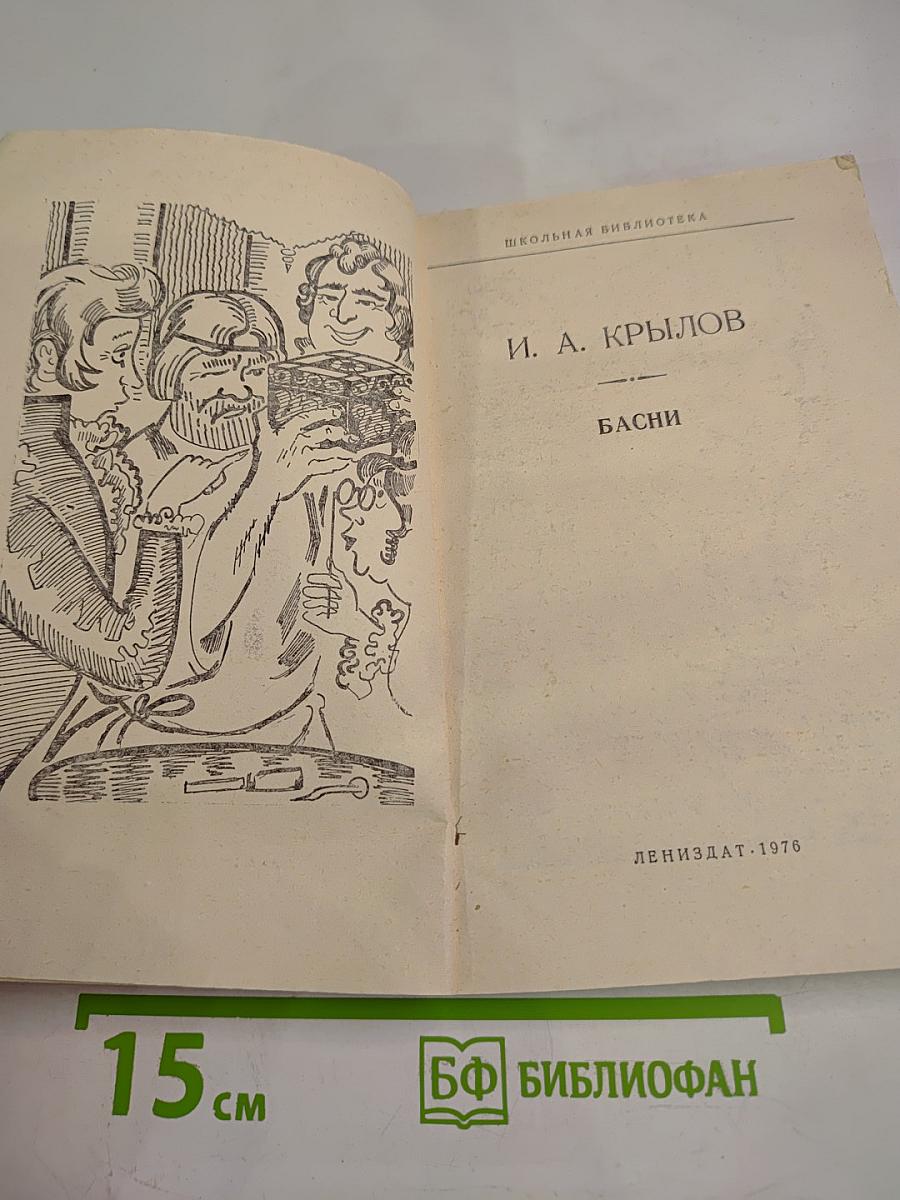 ШКОЛЬНАЯ БИБЛИОТЕКА
И. А. КРЫЛОВ
БАСНИ
ЛЕНИЗДАТ · 1976
15 см
БФ БИБЛИОФАН